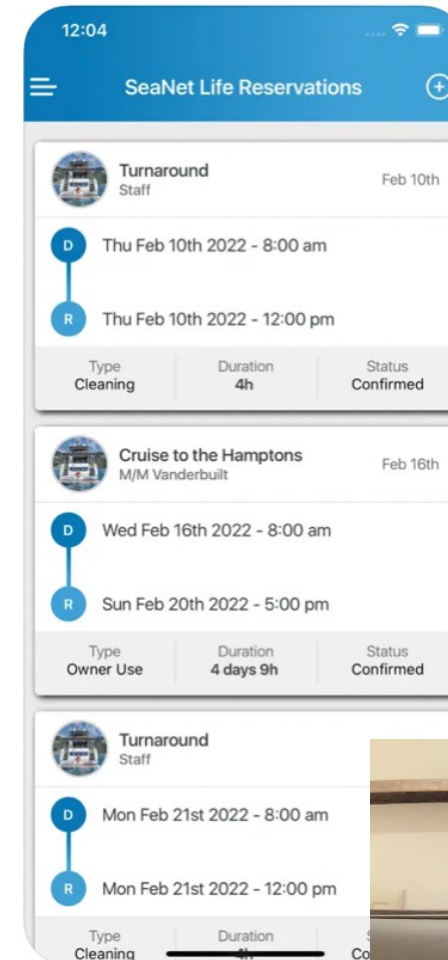 12:04
SeaNet Life Reservations
Turnaround
Staff
Feb 10th
D Thu Feb 10th 2022 - 8:00 am
R Thu Feb 10th 2022 - 12:00 pm
Type Duration Status
Cleaning 4h Confirmed
Cruise to the Hamptons
M/M Vanderbuilt
Feb 16th
D Wed Feb 16th 2022 - 8:00 am
R Sun Feb 20th 2022 - 5:00 pm
Type Duration Status
Owner Use 4 days 9h Confirmed
Turnaround
Staff
D Mon Feb 21st 2022 - 8:00 am
R Mon Feb 21st 2022 - 12:00 pm
Type Duration
Cleaning 4h